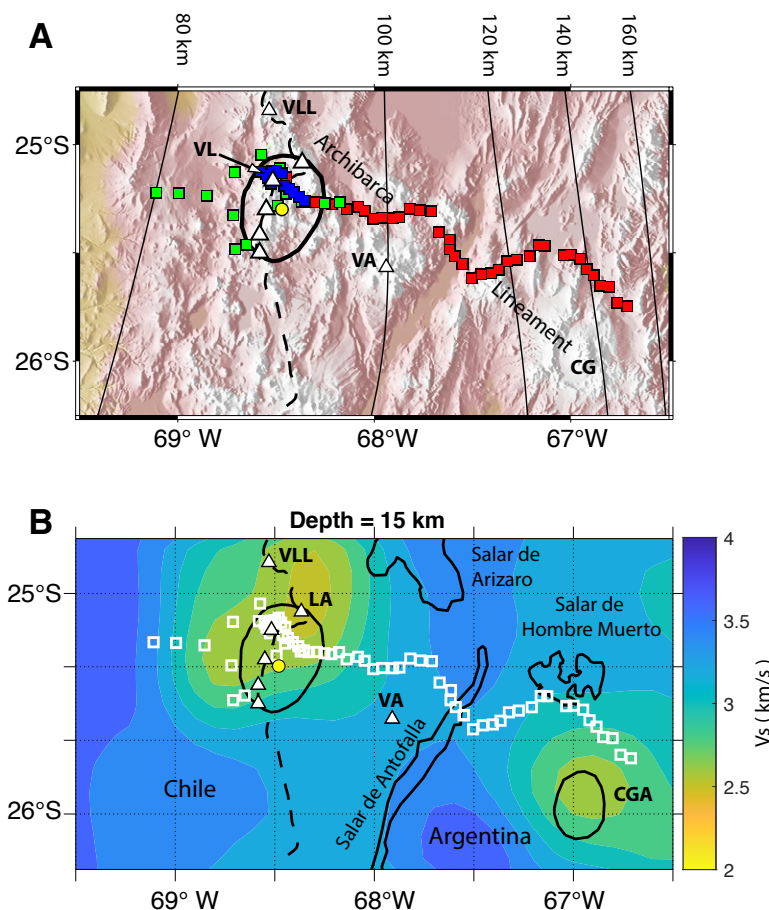 A
80 km
100 km
120 km
140 km
160 km
25°S
26°S
VLL
VL
Archibarca
VA
Lineament
CG
69° W
68° W
67° W
B
Depth = 15 km
25°S
26°S
VLL
LA
Salar de
Arizaro
Salar de
Hombre Muerto
VA
Salar de Antofalla
Chile
Argentina
CGA
69° W
68° W
67° W
4
3.5
3
2.5
2
Vs ( km/s)